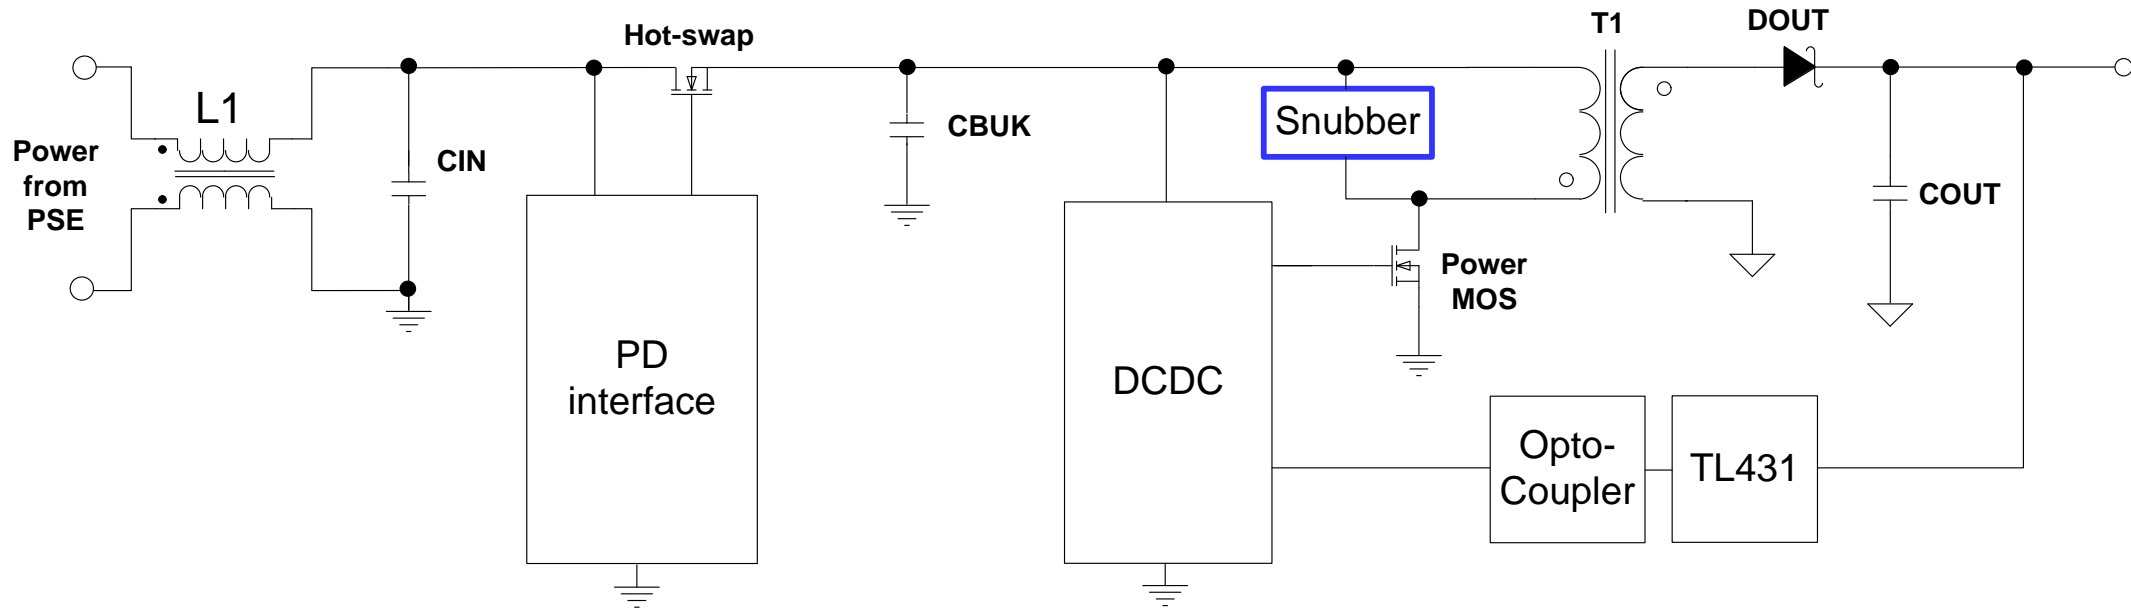 Hot-swap
T1
DOUT
L1
Power
from
PSE
CIN
CBUK
Snubber
COUT
Power
MOS
PD
interface
DCDC
Opto-
Coupler
TL431